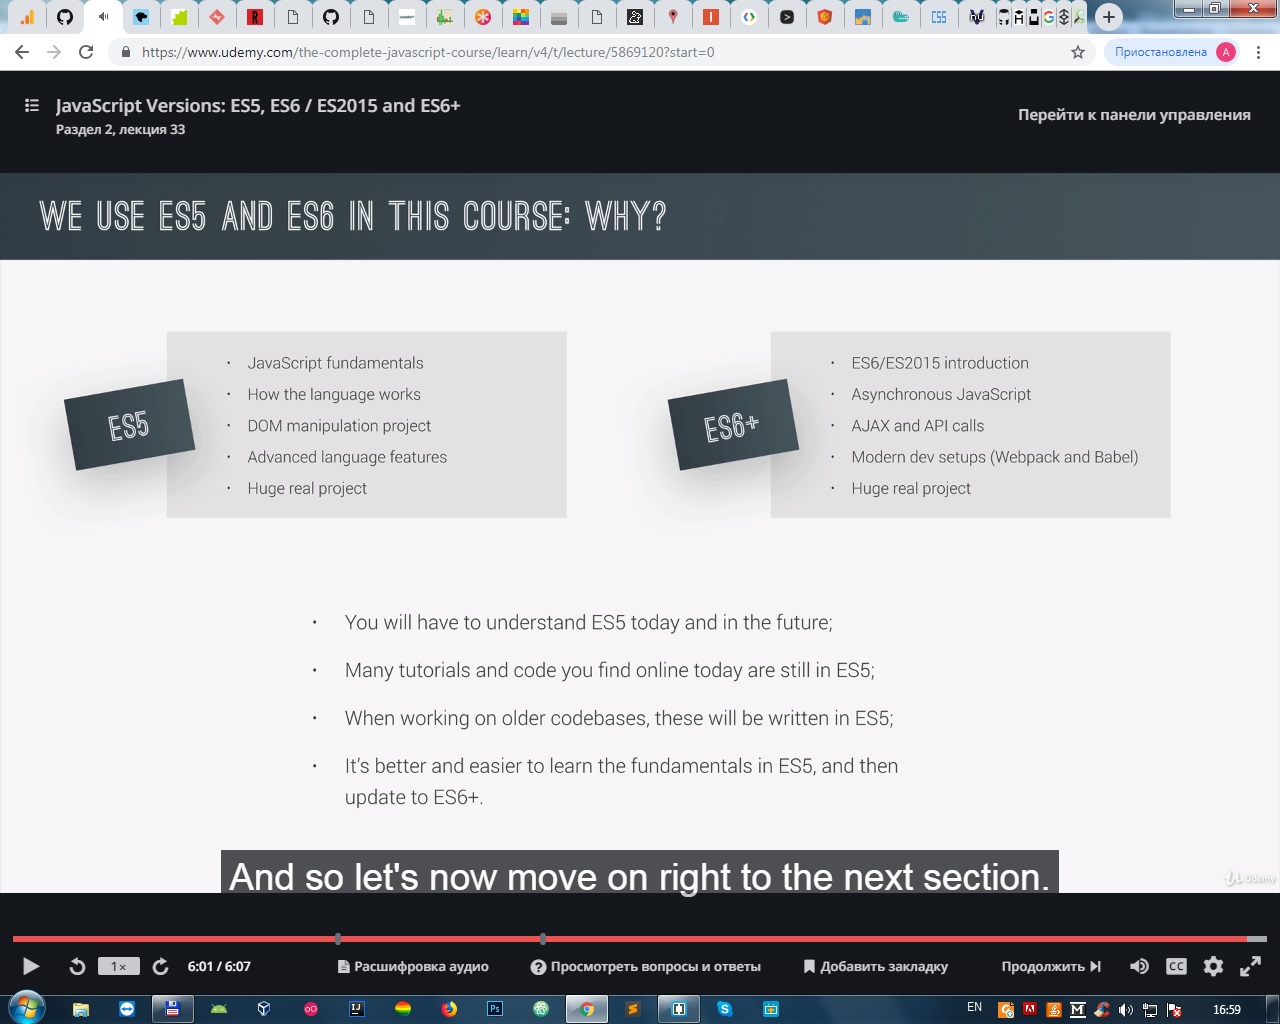 https://www.udemy.com/the-complete-javascript-course/learn/v4/t/lecture/5869120?start=0
Приостановлена
A
JavaScript Versions: ES5, ES6 / ES2015 and ES6+
Раздел 2, лекция 33
Перейти к панели управления
WE USE ES5 AND ES6 IN THIS COURSE: WHY?
ES5
• JavaScript fundamentals
• How the language works
• DOM manipulation project
• Advanced language features
• Huge real project
ES6+
• ES6/ES2015 introduction
• Asynchronous JavaScript
• AJAX and API calls
• Modern dev setups (Webpack and Babel)
• Huge real project
• You will have to understand ES5 today and in the future;
• Many tutorials and code you find online today are still in ES5;
• When working on older codebases, these will be written in ES5;
• It's better and easier to learn the fundamentals in ES5, and then
update to ES6+.
And so let's now move on right to the next section.
Udemy
1×
6:01 / 6:07
Расшифровка аудио
Просмотреть вопросы и ответы
Добавить закладку
Продолжить
CC
EN
16:59